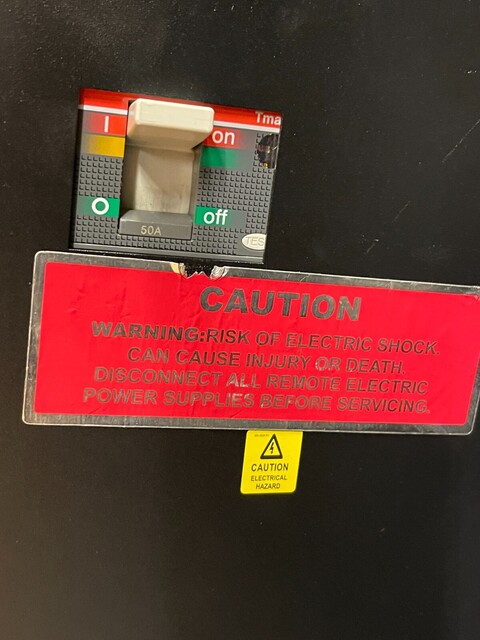 Tma
I on
O off
50A
TES
CAUTION
WARNING:RISK OF ELECTRIC SHOCK.
CAN CAUSE INJURY OR DEATH
DISCONNECT ALL REMOTE ELECTRIC
POWER SUPPLIES BEFORE SERVICING.
CAUTION
ELECTRICAL
HAZARD